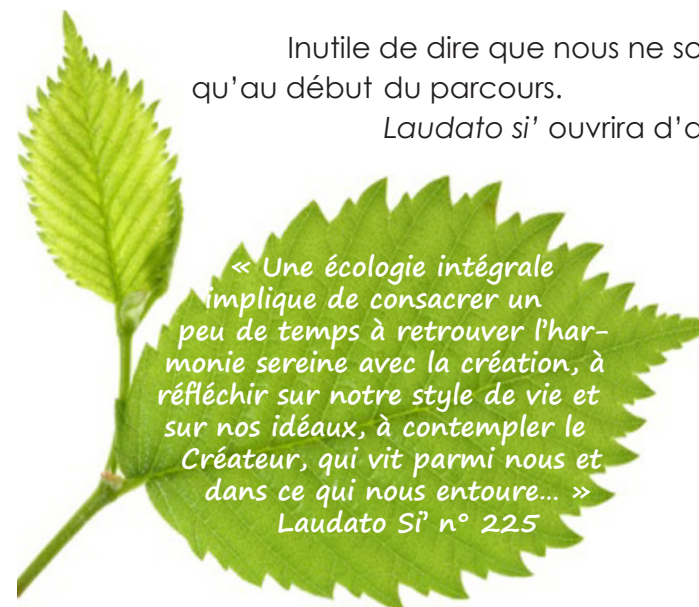 Inutile de dire que nous ne
qu’au début du parcours.
Laudato si’ ouvrira
« Une écologie intégrale
implique de consacrer un
peu de temps à retrouver l’har-
monie sereine avec la création, à
réfléchir sur notre style de vie et
sur nos idéaux, à contempler le
Créateur, qui vit parmi nous et
dans ce qui nous entoure... »
Laudato Si’ n° 225